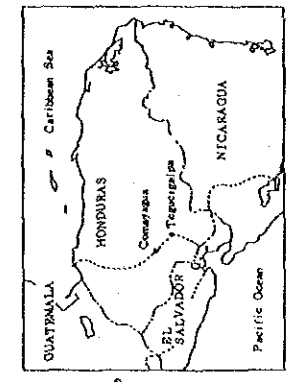 GUATEMALA
Caribbean Sea
HONDURAS
Comayagua
Tegucigalpa
NICARAGUA
EL
SALVADOR
Pacific Ocean